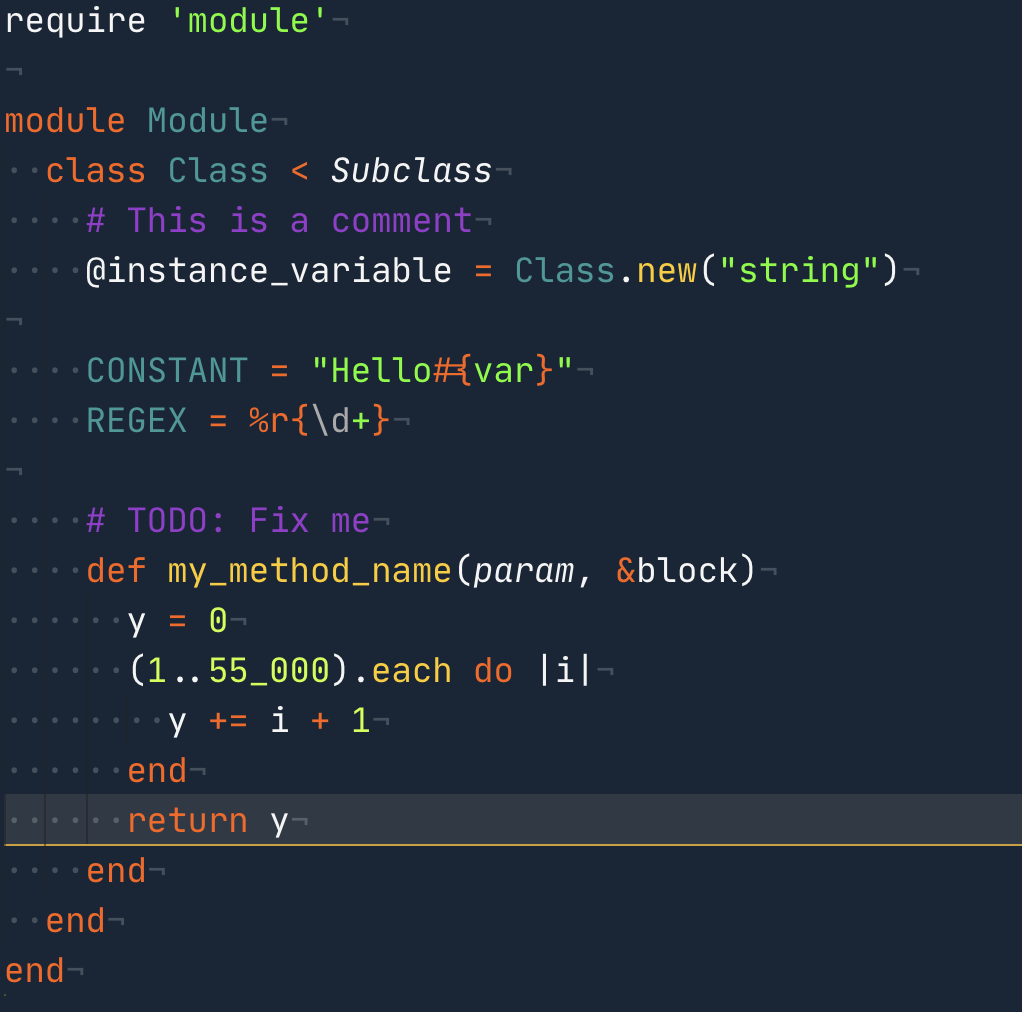 require 'module'

module Module
  class Class < Subclass
    # This is a comment
    @instance_variable = Class.new("string")

    CONSTANT = "Hello#{var}"
    REGEX = %r{\d+}

    # TODO: Fix me
    def my_method_name(param, &block)
      y = 0
      (1..55_000).each do |i|
        y += i + 1
      end
      return y
    end
  end
end